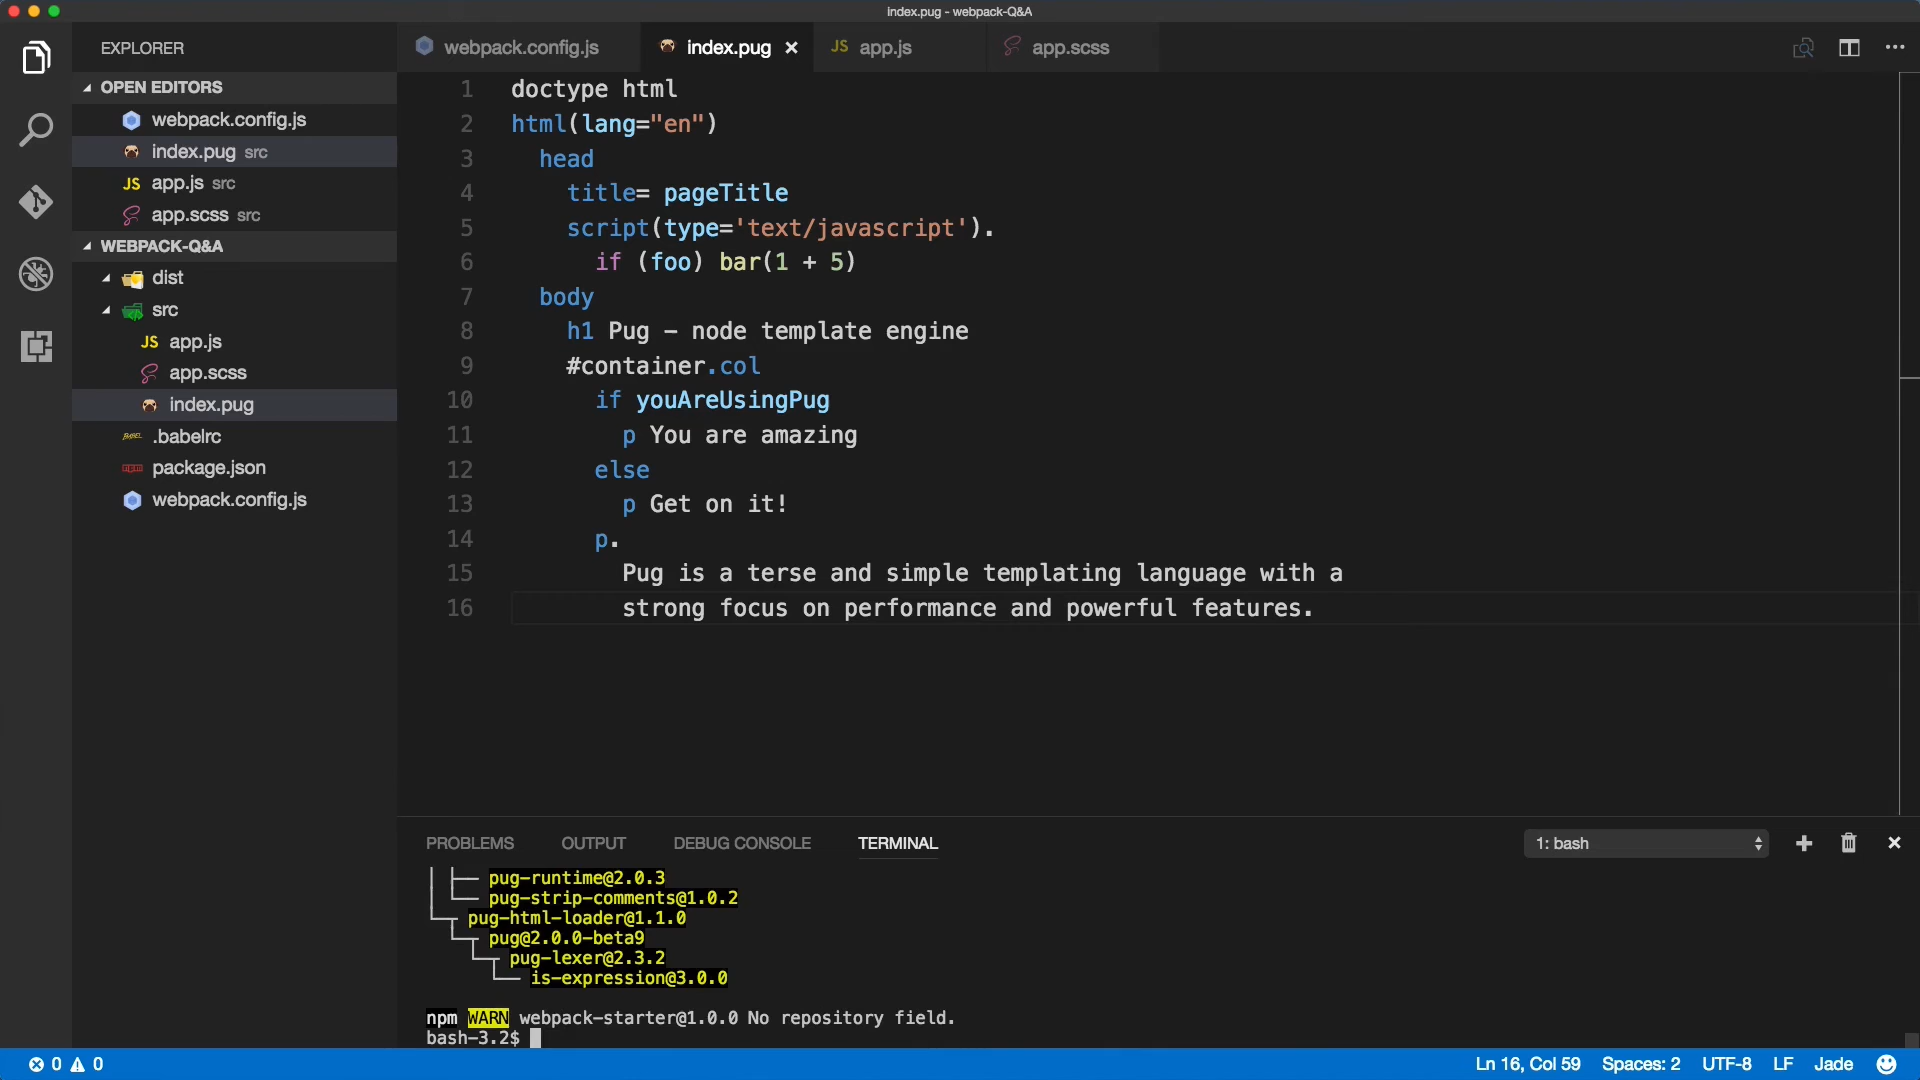 index.pug - webpack-Q&A
EXPLORER
OPEN EDITORS
webpack.config.js
index.pug src
JS app.js src
app.scss src
WEBPACK-Q&A
dist
src
JS app.js
app.scss
index.pug
.babelrc
package.json
webpack.config.js
webpack.config.js
index.pug
JS app.js
app.scss
1 doctype html
2 html(lang="en")
3 head
4 title= pageTitle
5 script(type='text/javascript').
6 if (foo) bar(1 + 5)
7 body
8 h1 Pug - node template engine
9 #container.col
10 if youAreUsingPug
11 p You are amazing
12 else
13 p Get on it!
14 p.
15 Pug is a terse and simple templating language with a
16 strong focus on performance and powerful features.
PROBLEMS OUTPUT DEBUG CONSOLE TERMINAL 1: bash
pug-runtime@2.0.3
pug-strip-comments@1.0.2
pug-html-loader@1.1.0
pug@2.0.0-beta9
pug-lexer@2.3.2
is-expression@3.0.0
npm WARN webpack-starter@1.0.0 No repository field.
bash-3.2$
0 0 Ln 16, Col 59 Spaces: 2 UTF-8 LF Jade